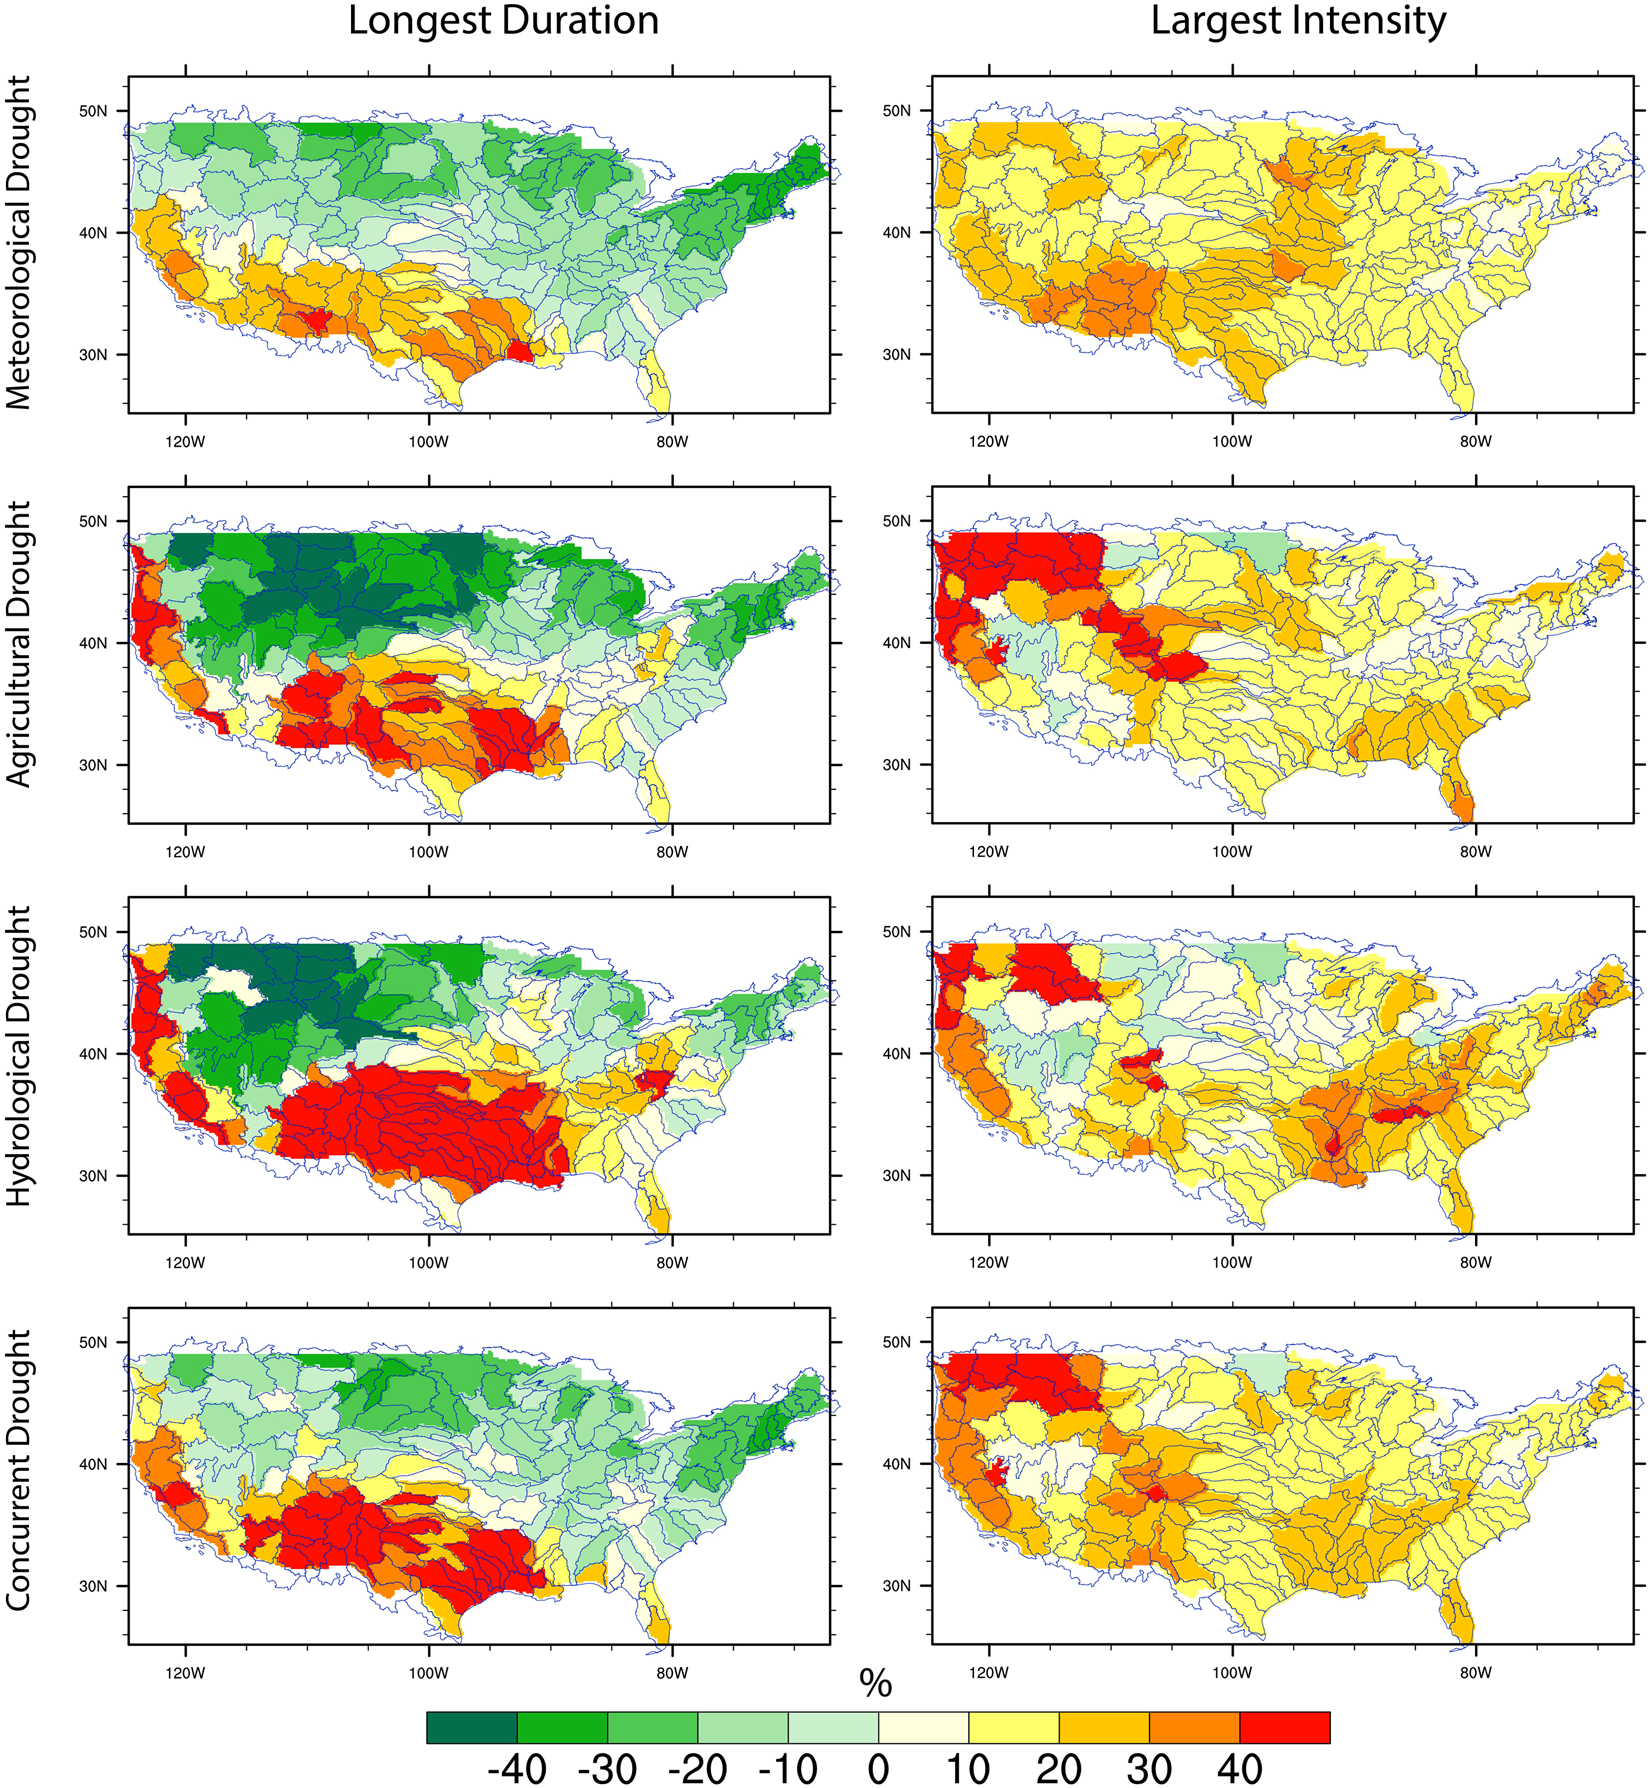 Longest Duration Largest Intensity
Meteorological Drought
50N 50N
40N 40N
30N 30N
120W 100W 80W 120W 100W 80W
Agricultural Drought
50N 50N
40N 40N
30N 30N
120W 100W 80W 120W 100W 80W
Hydrological Drought
50N 50N
40N 40N
30N 30N
120W 100W 80W 120W 100W 80W
Concurrent Drought
50N 50N
40N 40N
30N 30N
120W 100W 80W 120W 100W 80W
%
-40 -30 -20 -10 0 10 20 30 40